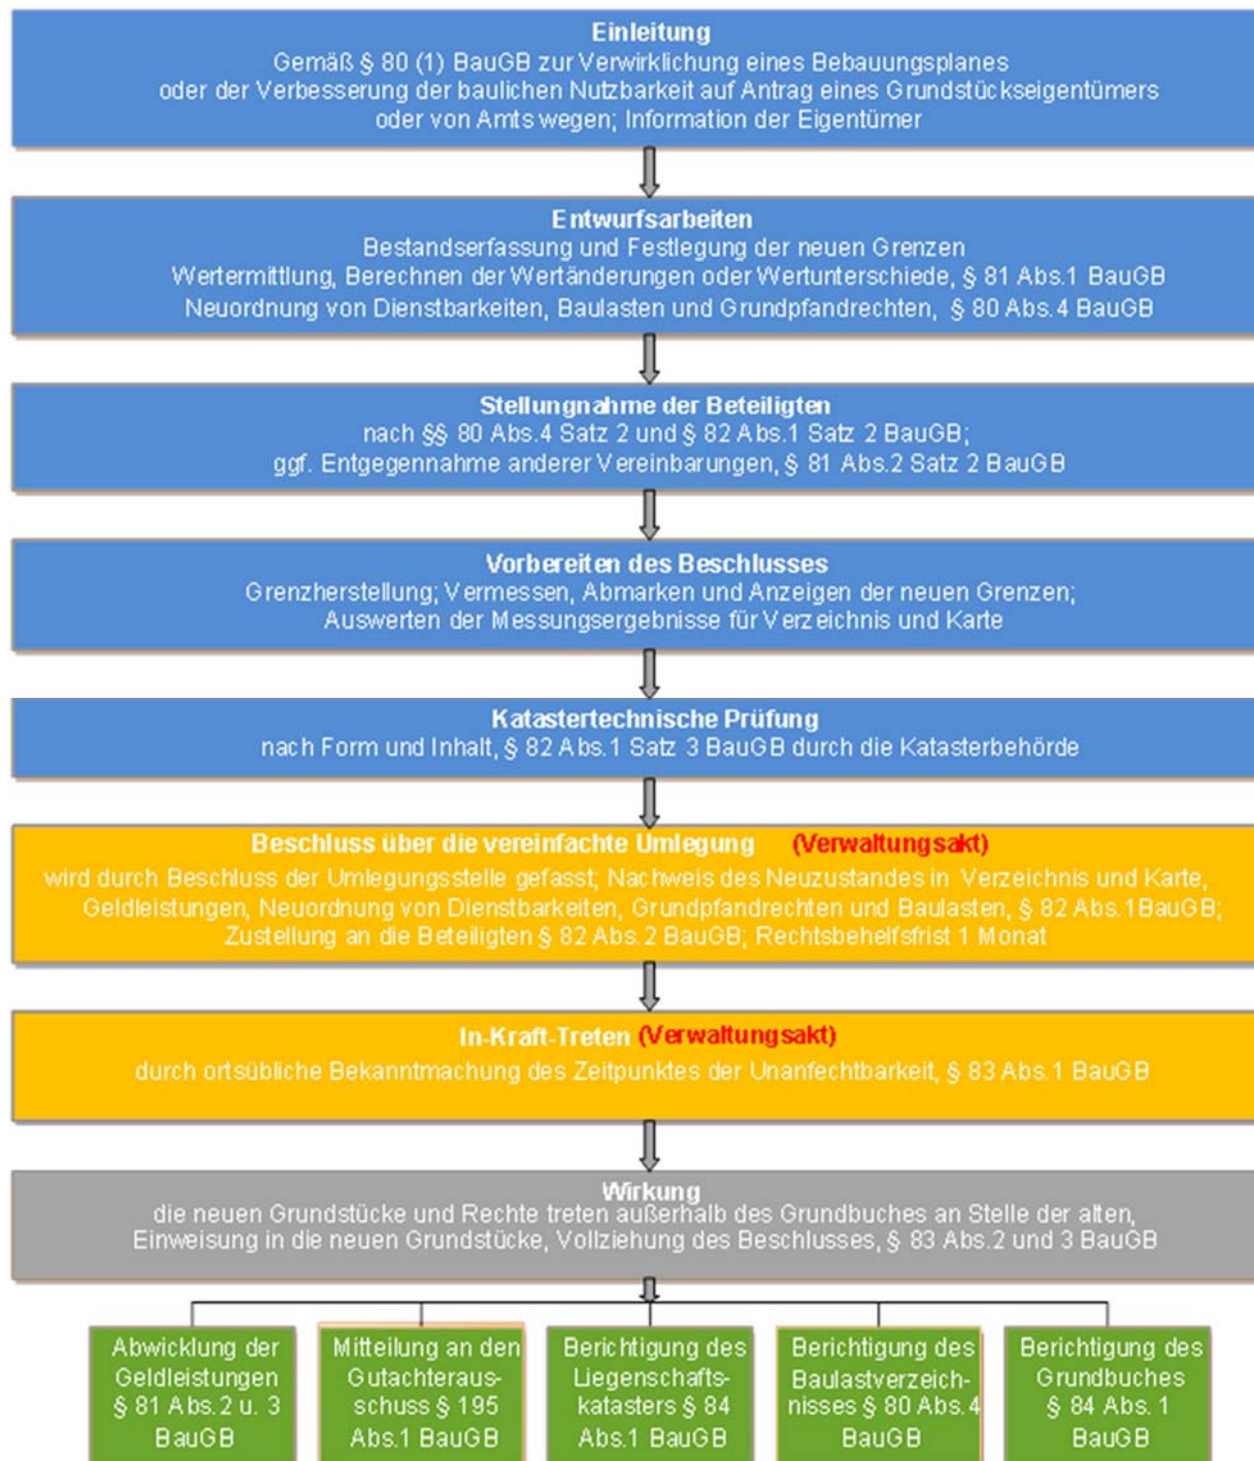 Einleitung
Gemäß § 80 (1) BauGB zur Verwirklichung eines Bebauungsplanes
oder der Verbesserung der baulichen Nutzbarkeit auf Antrag eines Grundstückseigentümers
oder von Amts wegen; Information der Eigentümer
Entwurfsarbeiten
Bestandserfassung und Festlegung der neuen Grenzen
Wertermittlung, Berechnen der Wertänderungen oder Wertunterschiede, § 81 Abs.1 BauGB
Neuordnung von Dienstbarkeiten, Baulasten und Grundpfandrechten, § 80 Abs.4 BauGB
Stellungnahme der Beteiligten
nach §§ 80 Abs.4 Satz 2 und § 82 Abs.1 Satz 2 BauGB;
ggf. Entgegennahme anderer Vereinbarungen, § 81 Abs.2 Satz 2 BauGB
Vorbereiten des Beschlusses
Grenzherstellung; Vermessen, Abmarken und Anzeigen der neuen Grenzen;
Auswerten der Messungsergebnisse für Verzeichnis und Karte
Katastertechnische Prüfung
nach Form und Inhalt, § 82 Abs.1 Satz 3 BauGB durch die Katasterbehörde
Beschluss über die vereinfachte Umlegung (Verwaltungsakt)
wird durch Beschluss der Umlegungsstelle gefasst; Nachweis des Neuzustandes in Verzeichnis und Karte,
Geldleistungen, Neuordnung von Dienstbarkeiten, Grundpfandrechten und Baulasten, § 82 Abs.1BauGB;
Zustellung an die Beteiligten § 82 Abs.2 BauGB; Rechtsbehelfsfrist 1 Monat
In-Kraft-Treten (Verwaltungsakt)
durch ortsübliche Bekanntmachung des Zeitpunktes der Unanfechtbarkeit, § 83 Abs.1 BauGB
Wirkung
die neuen Grundstücke und Rechte treten außerhalb des Grundbuches an Stelle der alten,
Einweisung in die neuen Grundstücke, Vollziehung des Beschlusses, § 83 Abs.2 und 3 BauGB
Abwicklung der
Geldleistungen
§ 81 Abs.2 u. 3
BauGB
Mitteilung an den
Gutachteraus-
schuss § 195
Abs.1 BauGB
Berichtigung des
Liegenschafts-
katasters § 84
Abs.1 BauGB
Berichtigung des
Baulastverzeich-
nisses § 80 Abs.4
BauGB
Berichtigung des
Grundbuches
§ 84 Abs. 1
BauGB